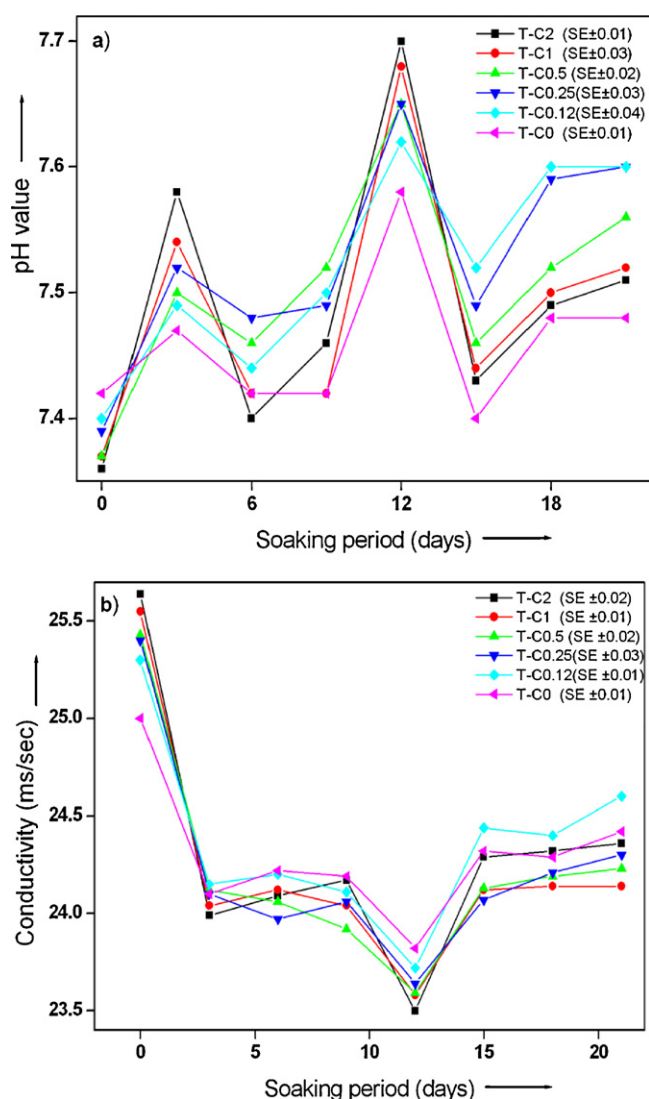 a)
T-C2 (SE±0.01)
T-C1 (SE±0.03)
T-C0.5 (SE±0.02)
T-C0.25(SE±0.03)
T-C0.12(SE±0.04)
T-C0 (SE±0.01)
7.7
7.6
7.5
7.4
pH value
0 6 12 18
Soaking period (days)
b)
T-C2 (SE ±0.02)
T-C1 (SE ±0.01)
T-C0.5 (SE ±0.02)
T-C0.25(SE ±0.03)
T-C0.12(SE ±0.01)
T-C0 (SE ±0.01)
25.5
25.0
24.5
24.0
23.5
Conductivity (ms/sec)
0 5 10 15 20
Soaking period (days)